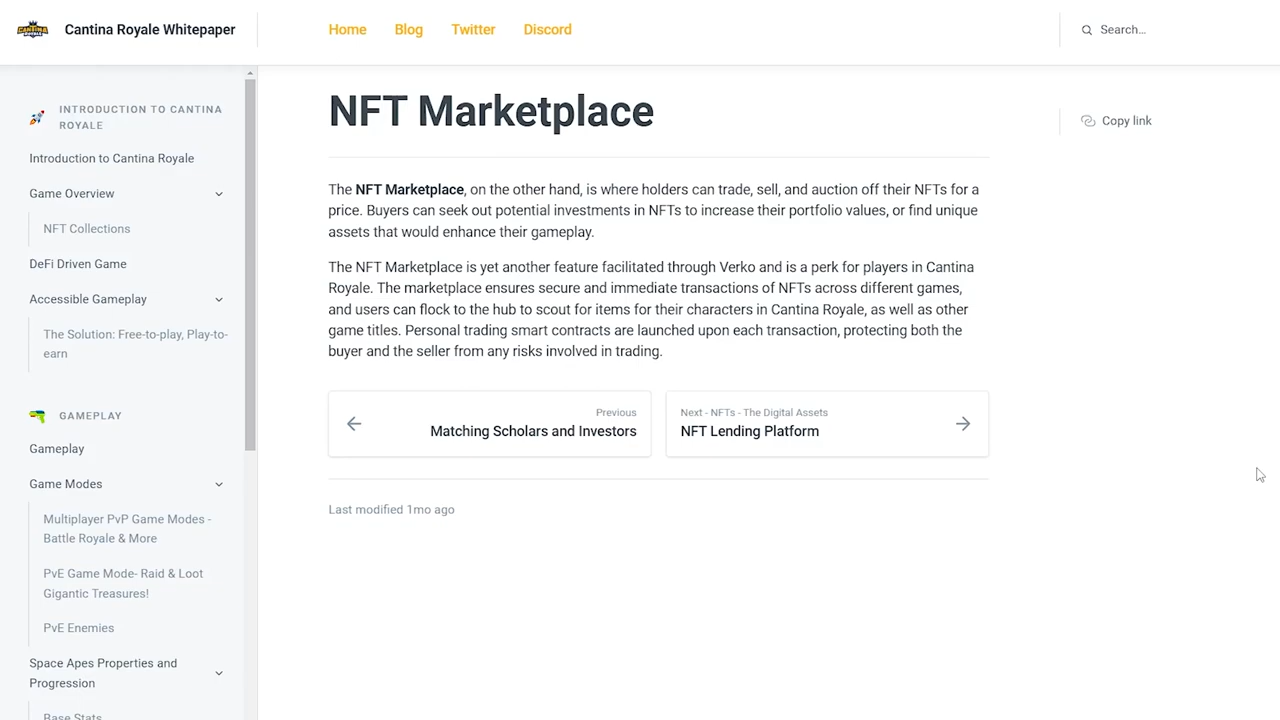 CANTINA ROYALE
Cantina Royale Whitepaper
Home
Blog
Twitter
Discord
Search...
INTRODUCTION TO CANTINA
ROYALE
Introduction to Cantina Royale
Game Overview
NFT Collections
DeFi Driven Game
Accessible Gameplay
The Solution: Free-to-play, Play-to-
earn
GAMEPLAY
Gameplay
Game Modes
Multiplayer PvP Game Modes -
Battle Royale & More
PvE Game Mode- Raid & Loot
Gigantic Treasures!
PvE Enemies
Space Apes Properties and
Progression
Base Stats
NFT Marketplace
Copy link
The NFT Marketplace, on the other hand, is where holders can trade, sell, and auction off their NFTs for a
price. Buyers can seek out potential investments in NFTs to increase their portfolio values, or find unique
assets that would enhance their gameplay.
The NFT Marketplace is yet another feature facilitated through Verko and is a perk for players in Cantina
Royale. The marketplace ensures secure and immediate transactions of NFTs across different games,
and users can flock to the hub to scout for items for their characters in Cantina Royale, as well as other
game titles. Personal trading smart contracts are launched upon each transaction, protecting both the
buyer and the seller from any risks involved in trading.
Previous
Matching Scholars and Investors
Next - NFTs - The Digital Assets
NFT Lending Platform
Last modified 1mo ago